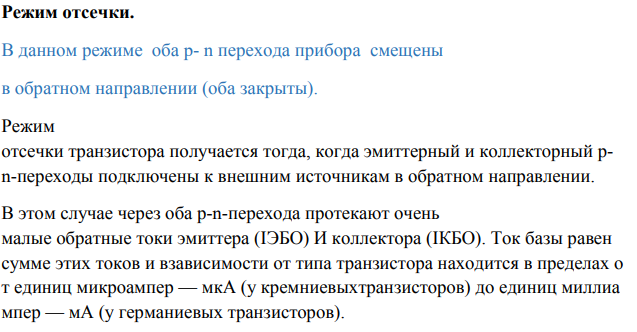 Режим отсечки.
В данном режиме оба p- n перехода прибора смещены
в обратном направлении (оба закрыты).
Режим
отсечки транзистора получается тогда, когда эмиттерный и коллекторный p-
n-переходы подключены к внешним источникам в обратном направлении.
В этом случае через оба p-n-перехода протекают очень
малые обратные токи эмиттера (IЭБО) И коллектора (IКБО). Ток базы равен
сумме этих токов и взависимости от типа транзистора находится в пределах о
т единиц микроампер — мкА (у кремниевыхтранзисторов) до единиц миллиа
мпер — мА (у германиевых транзисторов).